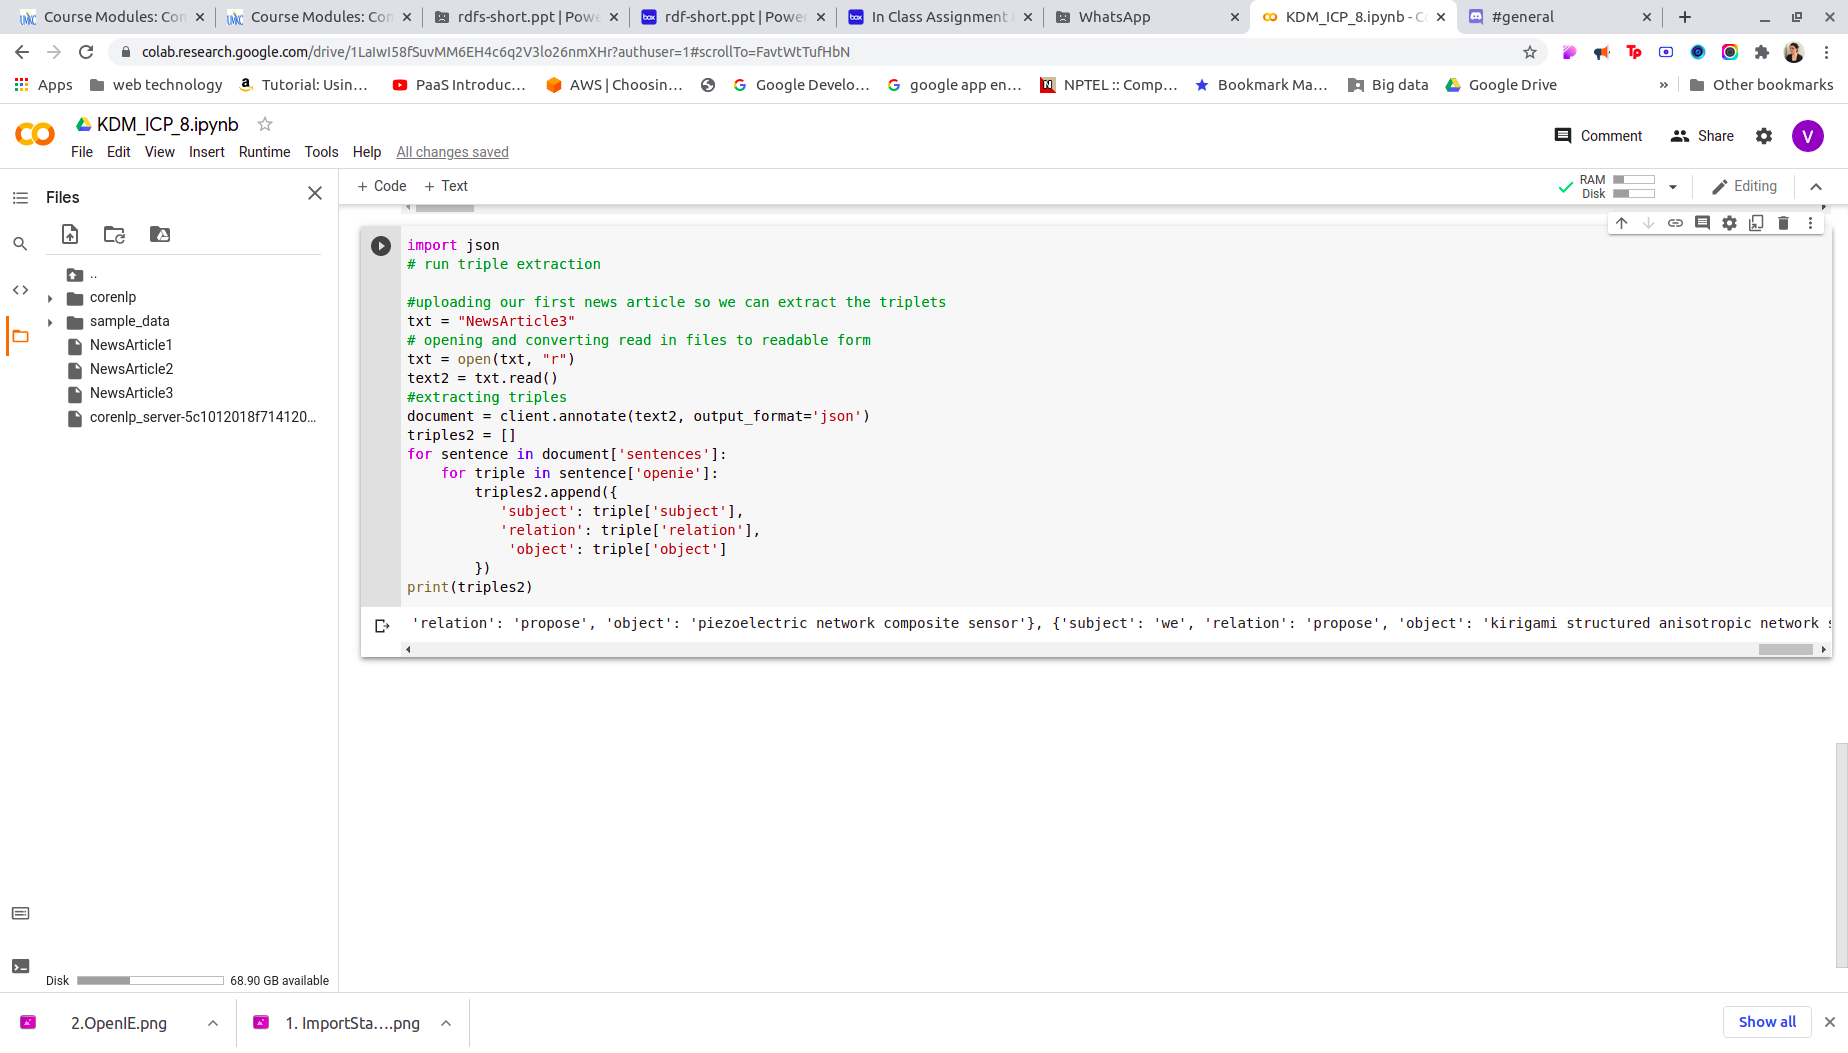 Course Modules: Con
Course Modules: Con
rdfs-short.ppt | Powe
rdf-short.ppt | Power
In Class Assignment
WhatsApp
KDM_ICP_8.ipynb - C
#general
colab.research.google.com/drive/1LaIwI58fSuvMM6EH4c6q2V3lo26nmXHr?authuser=1#scrollTo=FavtWtTufHbN
Apps
web technology
Tutorial: Usin...
PaaS Introduc...
AWS | Choosin...
Google Develo...
google app en...
NPTEL :: Comp...
Bookmark Ma...
Big data
Google Drive
»
Other bookmarks
KDM_ICP_8.ipynb
Comment
Share
V
File Edit View Insert Runtime Tools Help All changes saved
Files
+ Code + Text
RAM
Disk
Editing
..
corenlp
sample_data
NewsArticle1
NewsArticle2
NewsArticle3
corenlp_server-5c1012018f714120...
import json
# run triple extraction
#uploading our first news article so we can extract the triplets
txt = "NewsArticle3"
# opening and converting read in files to readable form
txt = open(txt, "r")
text2 = txt.read()
#extracting triples
document = client.annotate(text2, output_format='json')
triples2 = []
for sentence in document['sentences']:
    for triple in sentence['openie']:
        triples2.append({
           'subject': triple['subject'],
           'relation': triple['relation'],
            'object': triple['object']
        })
print(triples2)
'relation': 'propose', 'object': 'piezoelectric network composite sensor'}, {'subject': 'we', 'relation': 'propose', 'object': 'kirigami structured anisotropic network s
Disk
68.90 GB available
2.OpenIE.png
1. ImportSta....png
Show all